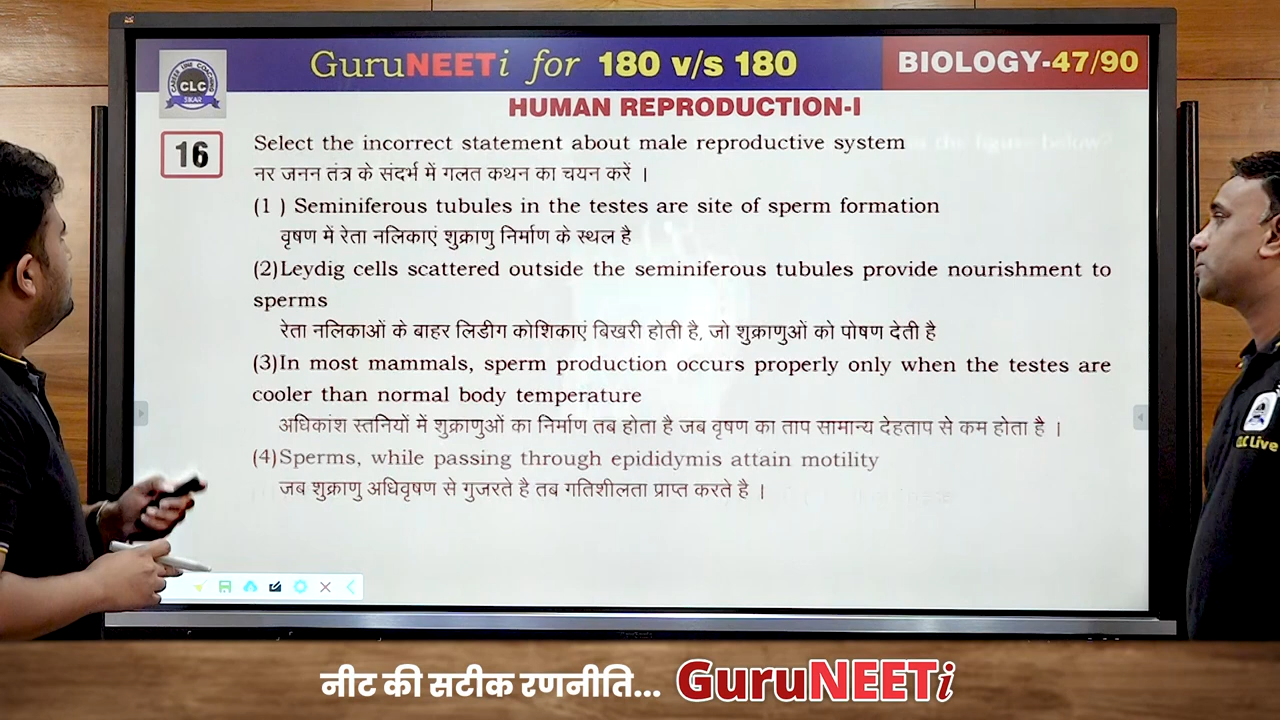 GuruNEETi for 180 v/s 180
BIOLOGY-47/90
CAREER LINE COACHING
CLC
SIKAR
HUMAN REPRODUCTION-I
16
Select the incorrect statement about male reproductive system
नर जनन तंत्र के संदर्भ में गलत कथन का चयन करें ।
(1 ) Seminiferous tubules in the testes are site of sperm formation
वृषण में रेता नलिकाएं शुक्राणु निर्माण के स्थल है
(2)Leydig cells scattered outside the seminiferous tubules provide nourishment to
sperms
रेता नलिकाओं के बाहर लिडीग कोशिकाएं बिखरी होती है, जो शुक्राणुओं को पोषण देती है
(3)In most mammals, sperm production occurs properly only when the testes are
cooler than normal body temperature
अधिकांश स्तनियों में शुक्राणुओं का निर्माण तब होता है जब वृषण का ताप सामान्य देहताप से कम होता है ।
(4)Sperms, while passing through epididymis attain motility
जब शुक्राणु अधिवृषण से गुजरते है तब गतिशीलता प्राप्त करते है ।
CLC Live
नीट की सटीक रणनीति... GuruNEETi